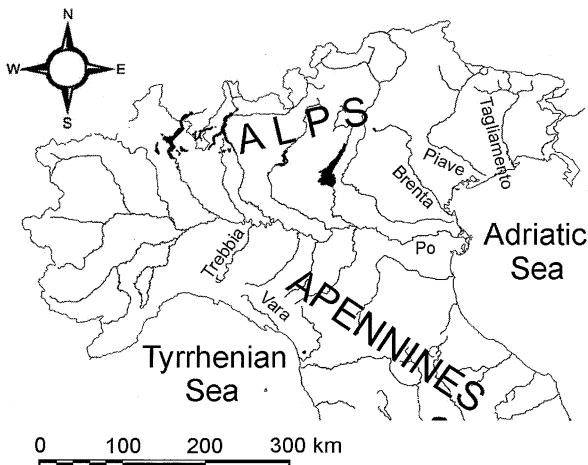 N
W E
S
ALPS
Tagliamento
Piave
Brenta
Adriatic
Sea
Po
Trebbia
Vara
APENNINES
Tyrrhenian
Sea
0 100 200 300 km